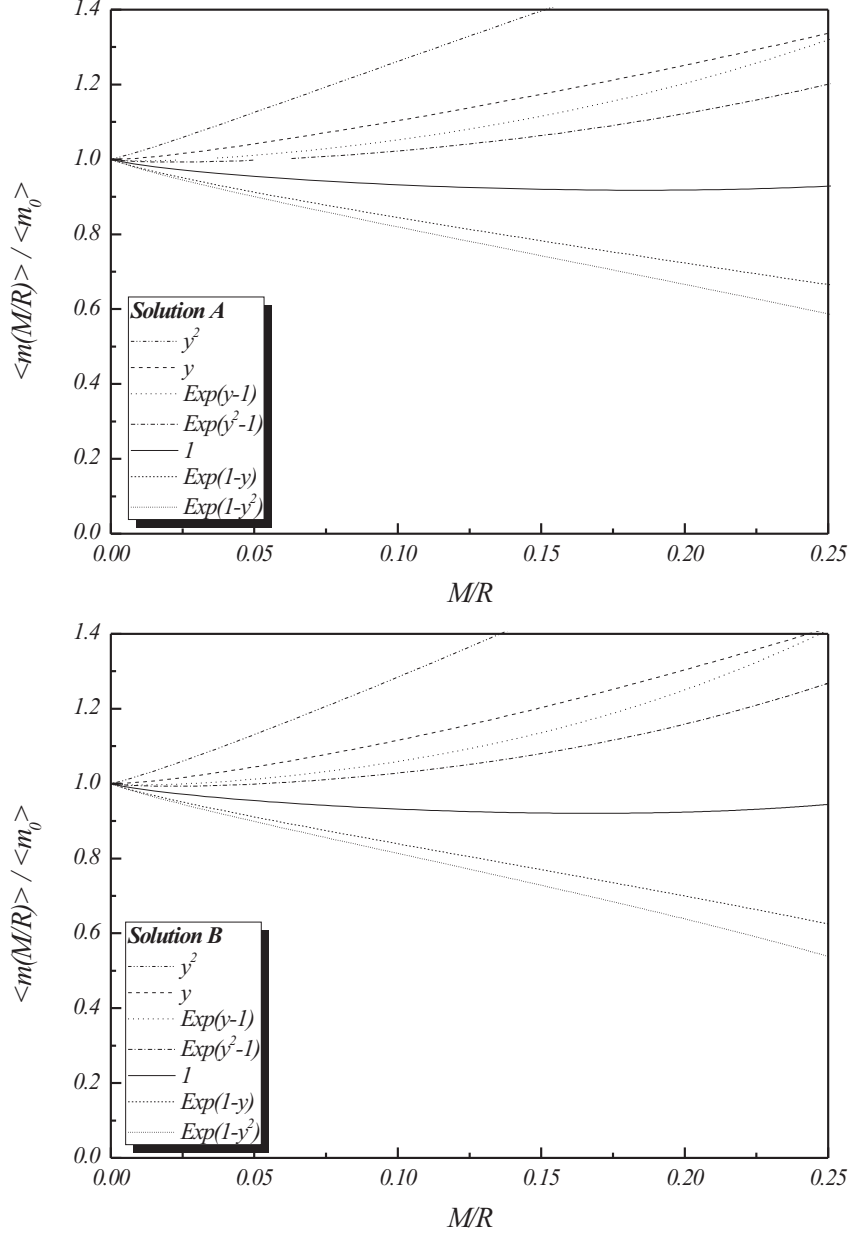 1.4
1.2
1.0
0.8
0.6
0.4
0.2
0.0
<m(M/R)> / <m₀>
Solution A
y²
y
Exp(y-1)
Exp(y²-1)
1
Exp(1-y)
Exp(1-y²)
0.00 0.05 0.10 0.15 0.20 0.25
M/R
1.4
1.2
1.0
0.8
0.6
0.4
0.2
0.0
<m(M/R)> / <m₀>
Solution B
y²
y
Exp(y-1)
Exp(y²-1)
1
Exp(1-y)
Exp(1-y²)
0.00 0.05 0.10 0.15 0.20 0.25
M/R